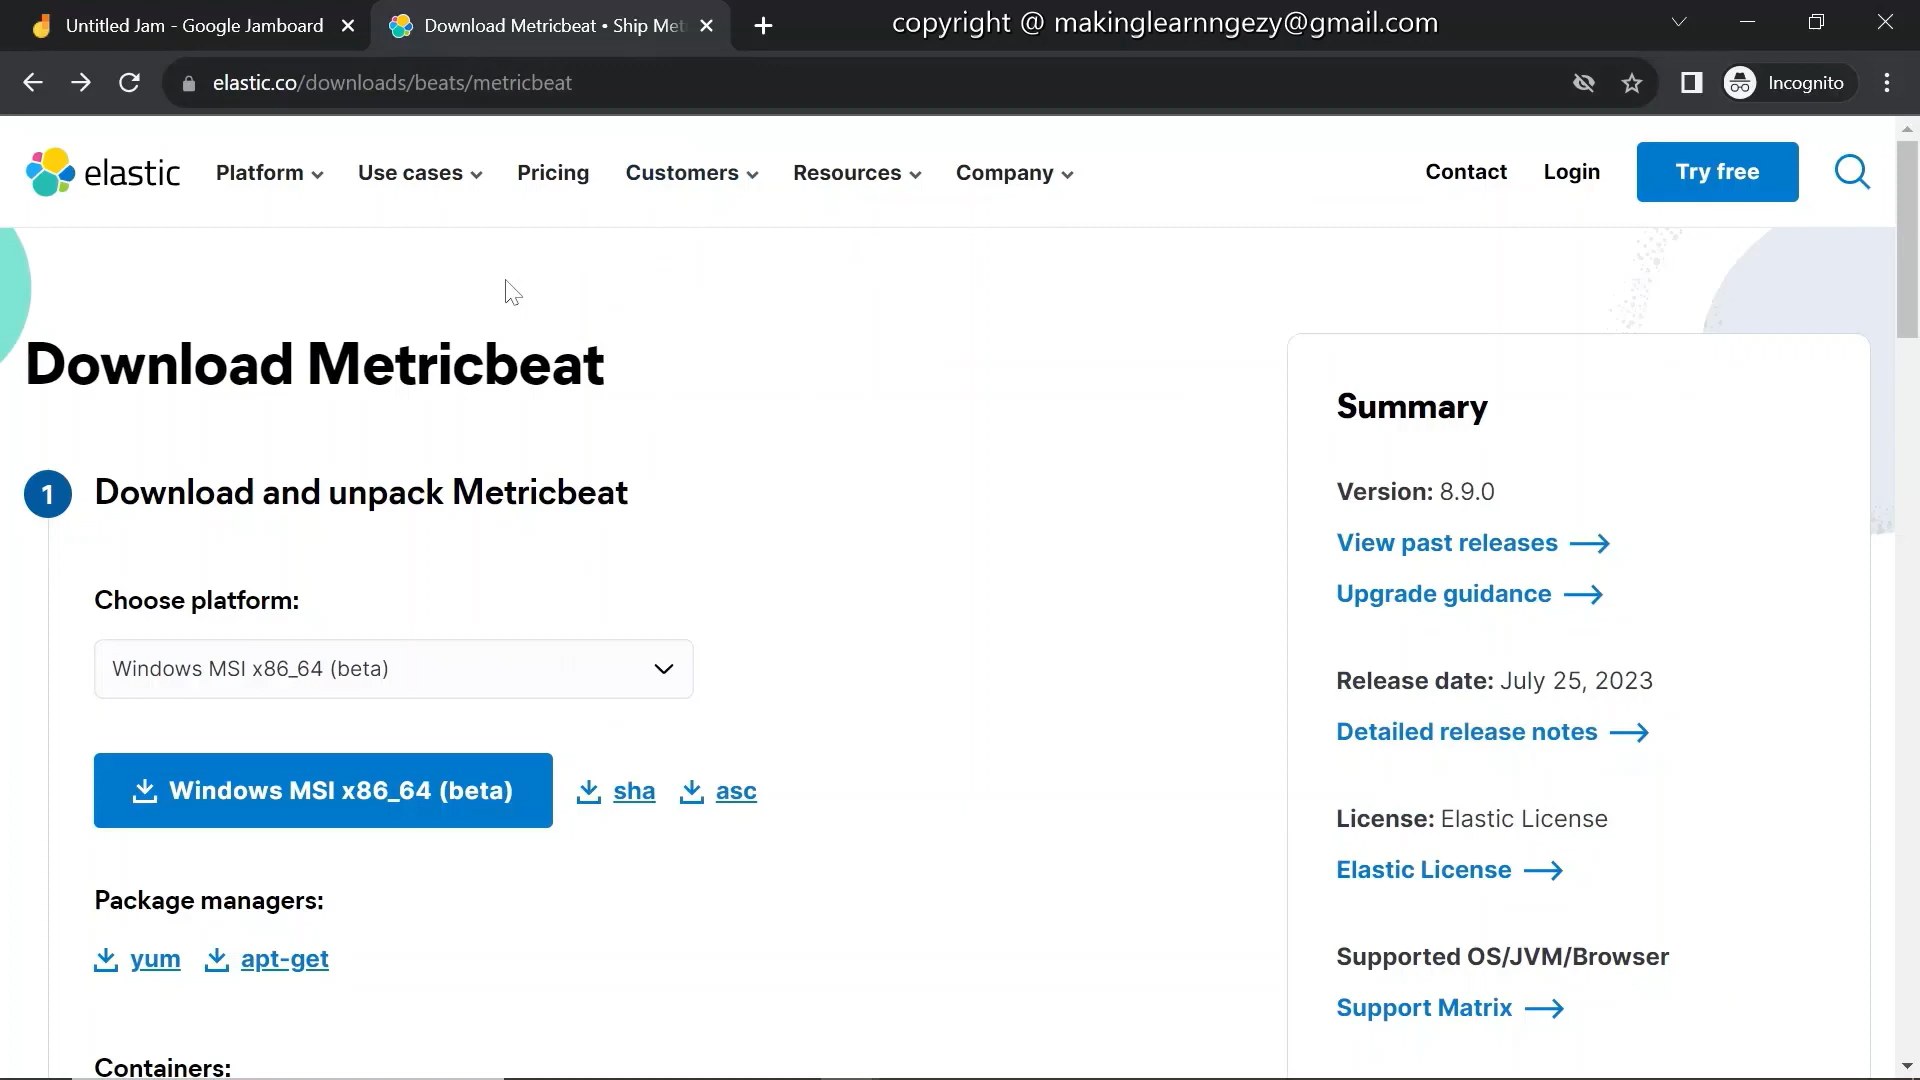 Untitled Jam - Google Jamboard
Download Metricbeat • Ship Met
copyright @ makinglearnngezy@gmail.com
elastic.co/downloads/beats/metricbeat
Incognito
elastic
Platform
Use cases
Pricing
Customers
Resources
Company
Contact
Login
Try free
Download Metricbeat
1 Download and unpack Metricbeat
Choose platform:
Windows MSI x86_64 (beta)
Windows MSI x86_64 (beta)
sha
asc
Package managers:
yum
apt-get
Containers:
Summary
Version: 8.9.0
View past releases
Upgrade guidance
Release date: July 25, 2023
Detailed release notes
License: Elastic License
Elastic License
Supported OS/JVM/Browser
Support Matrix